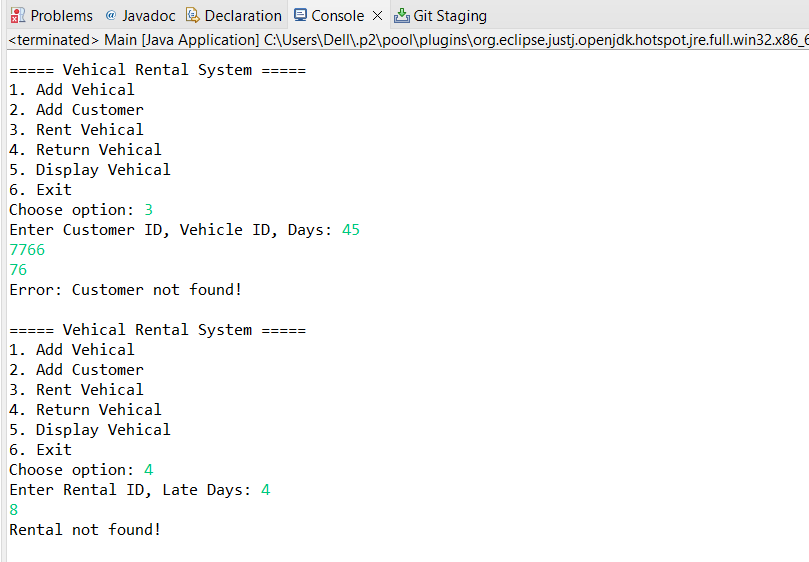 Problems @ Javadoc Declaration Console Git Staging
<terminated> Main [Java Application] C:\Users\Dell\.p2\pool\plugins\org.eclipse.justj.openjdk.hotspot.jre.full.win32.x86_6
===== Vehical Rental System =====
1. Add Vehical
2. Add Customer
3. Rent Vehical
4. Return Vehical
5. Display Vehical
6. Exit
Choose option: 3
Enter Customer ID, Vehicle ID, Days: 45
7766
76
Error: Customer not found!
===== Vehical Rental System =====
1. Add Vehical
2. Add Customer
3. Rent Vehical
4. Return Vehical
5. Display Vehical
6. Exit
Choose option: 4
Enter Rental ID, Late Days: 4
8
Rental not found!